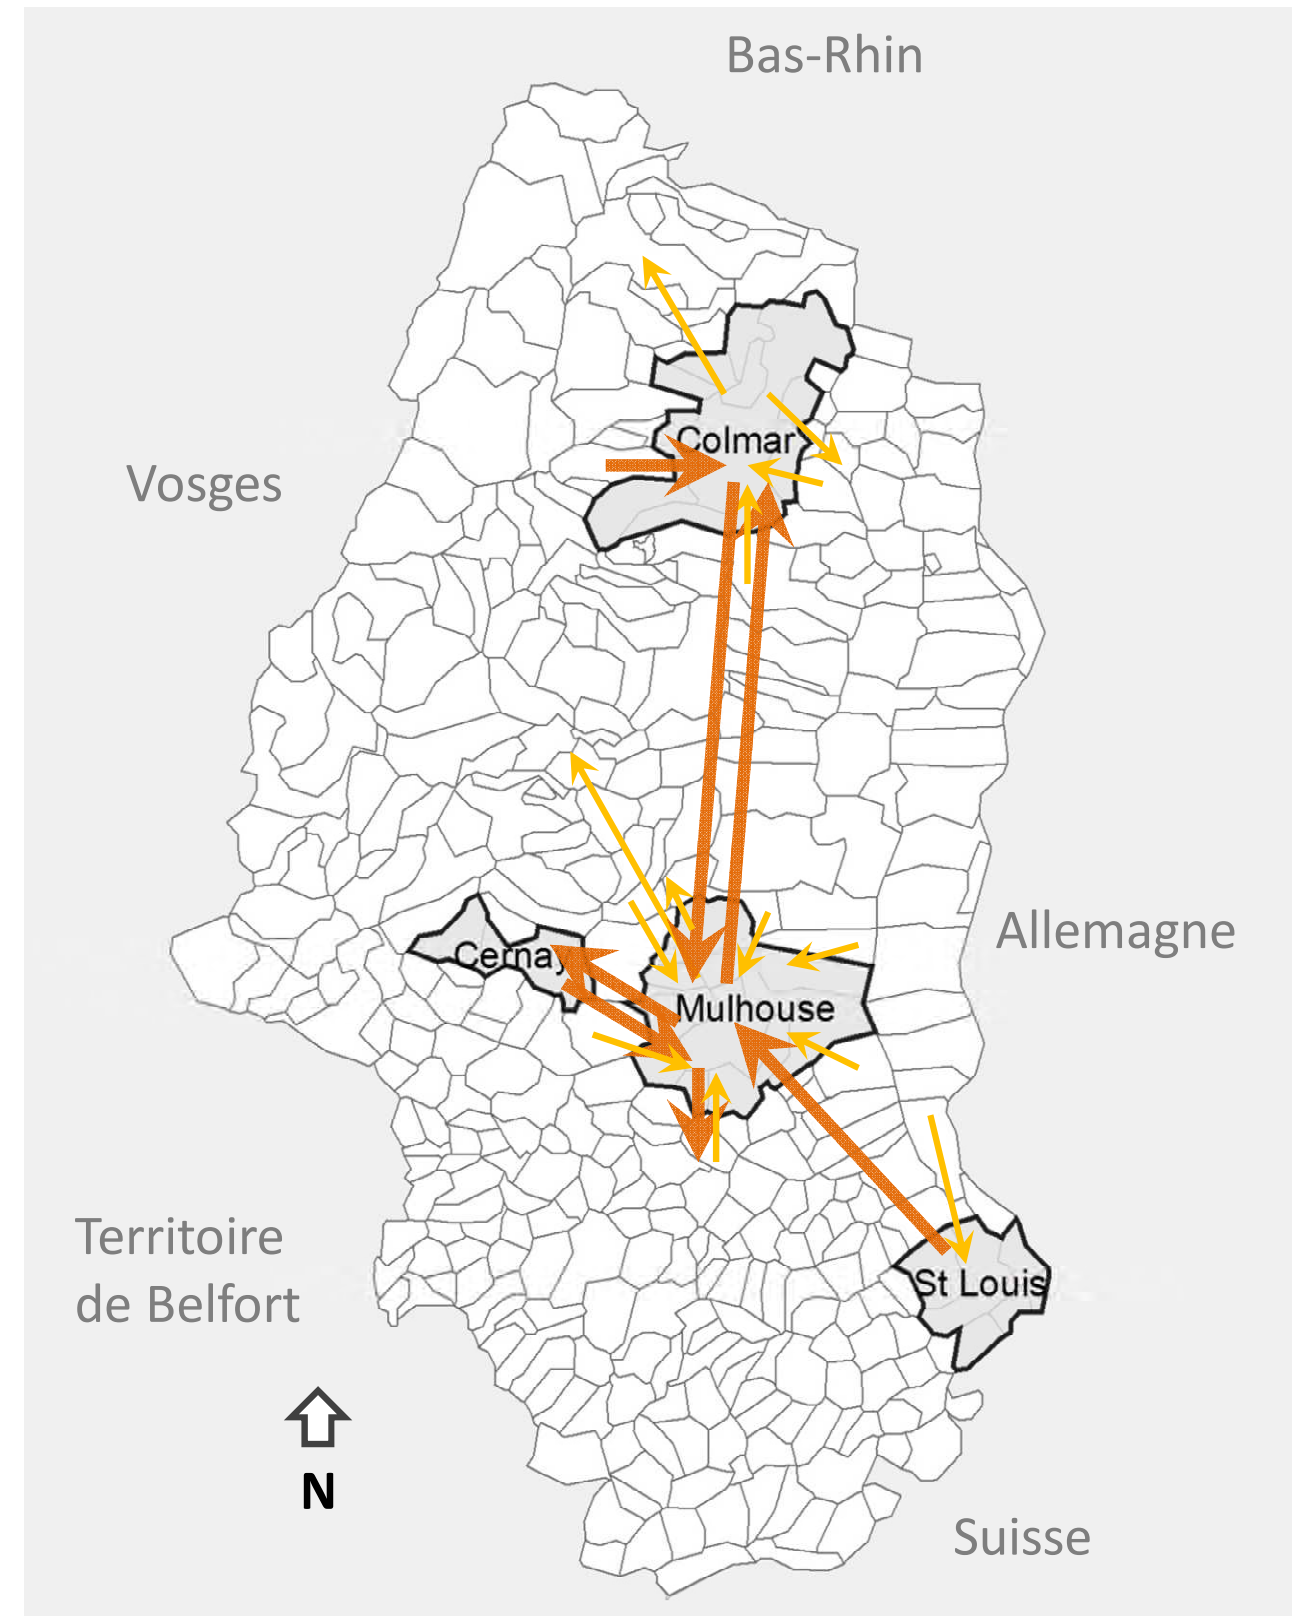 Bas-Rhin
Colmar
Vosges
Allemagne
Cernay
Mulhouse
Territoire
de Belfort
St Louis
N
Suisse